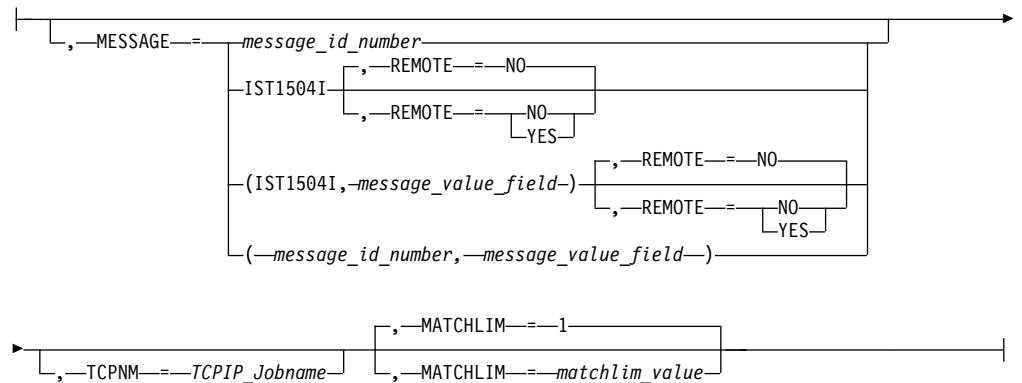 , MESSAGE = message_id_number
, REMOTE = NO
IST1504I
, REMOTE = NO
YES
, REMOTE = NO
(IST1504I, message_value_field )
, REMOTE = NO
YES
( message_id_number, message_value_field )
, MATCHLIM = 1
, TCPNM = TCPIP_Jobname
, MATCHLIM = matchlim_value